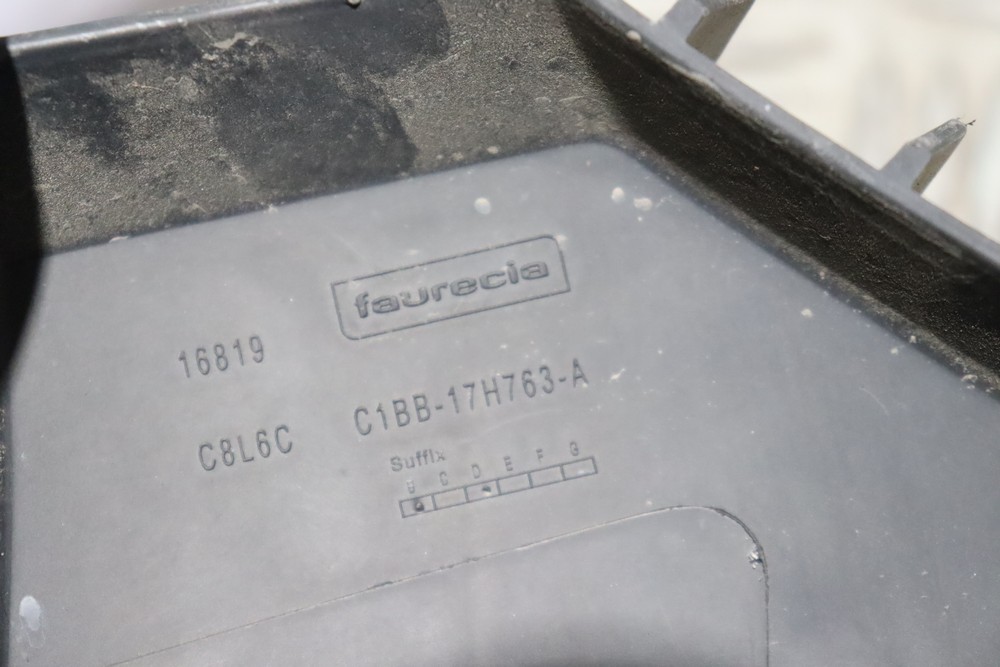 faurecia
16819
C1BB-17H763-A
C8L6C
Suffix
B C D E F G